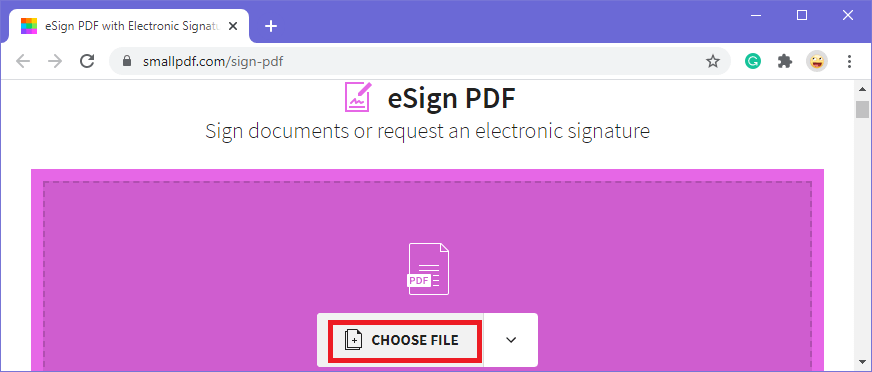 eSign PDF with Electronic Signatu
smallpdf.com/sign-pdf
eSign PDF
Sign documents or request an electronic signature
PDF
CHOOSE FILE